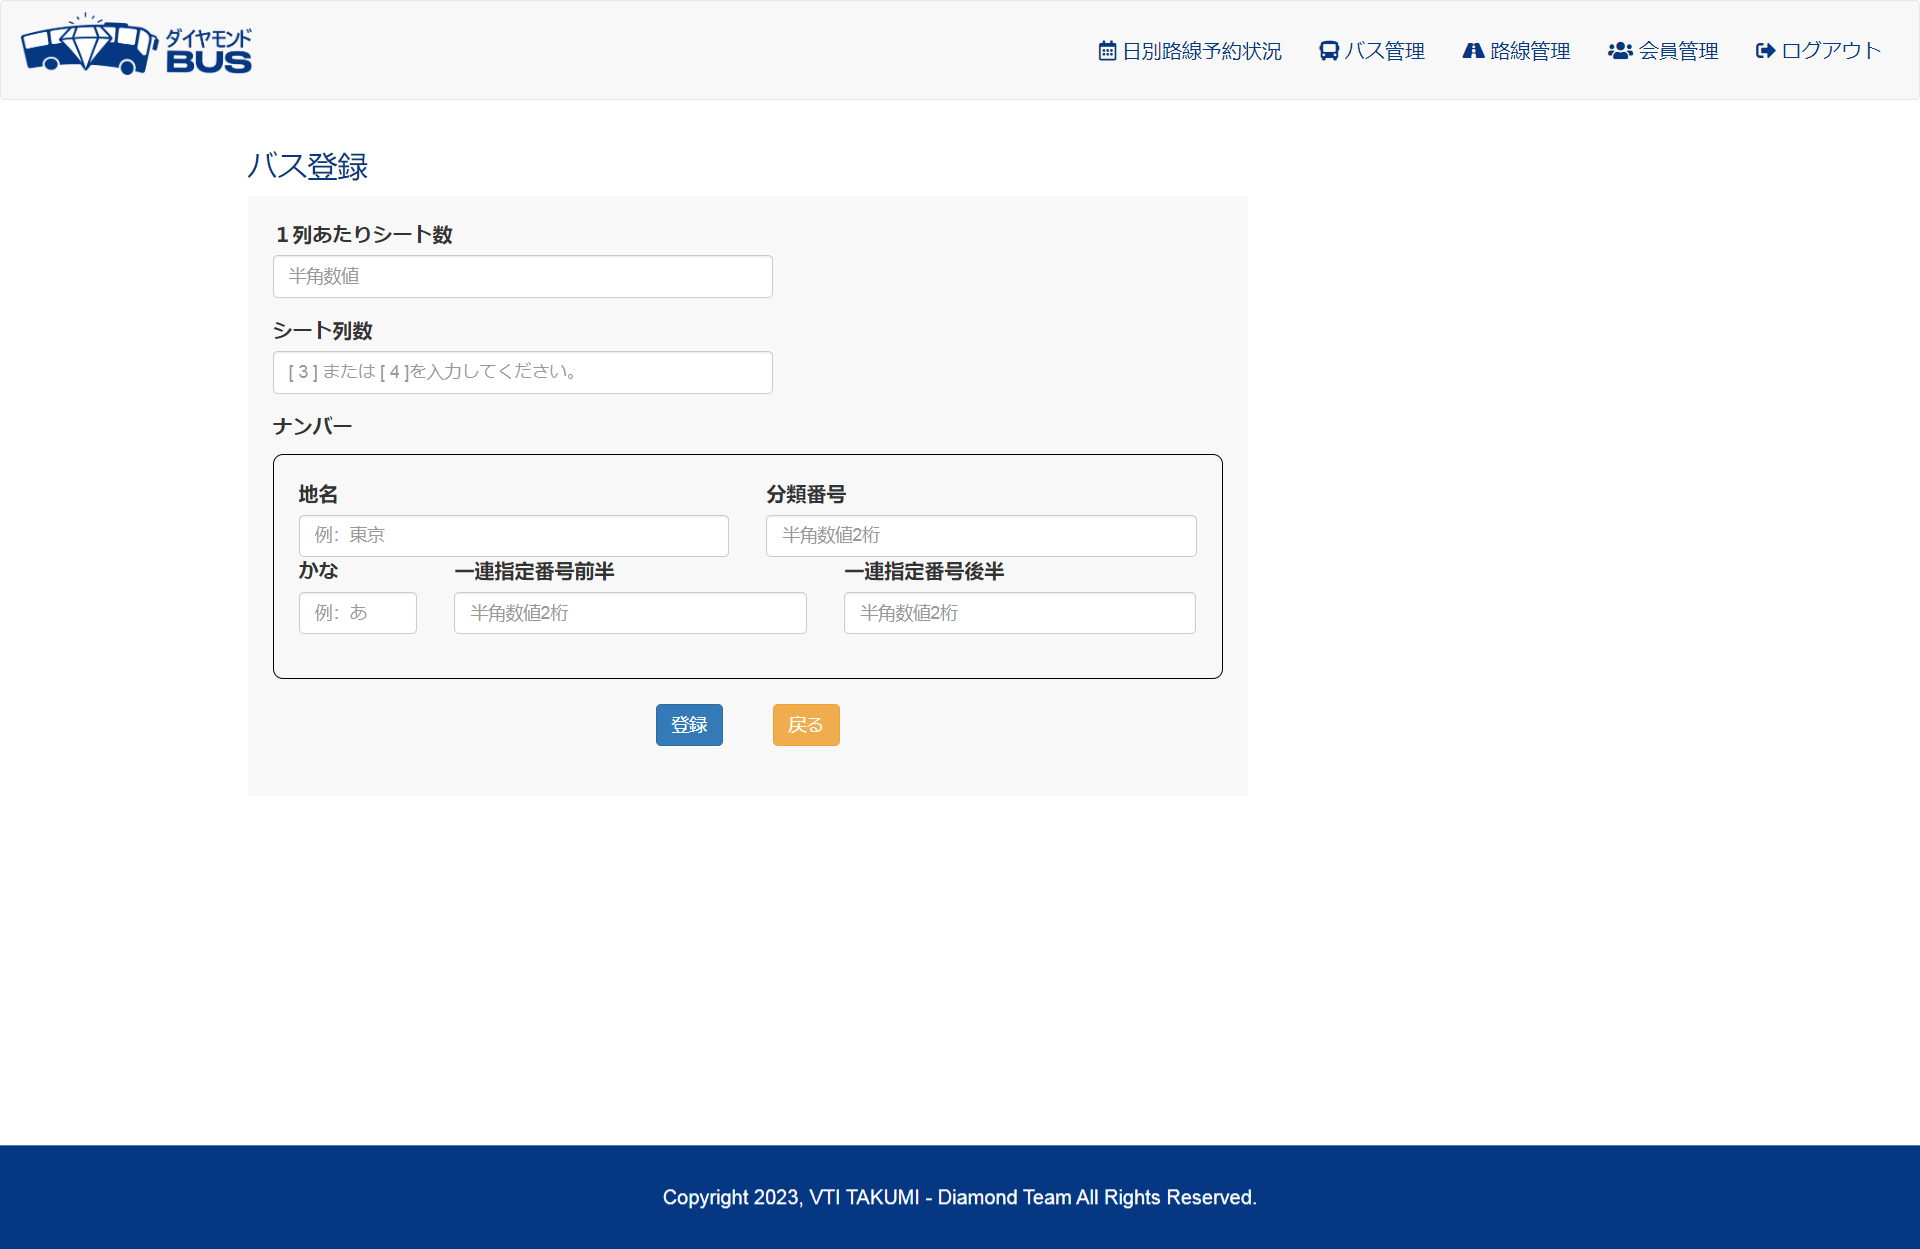 ダイヤモンド
BUS
日別路線予約状況 バス管理 路線管理 会員管理 ログアウト
バス登録
１列あたりシート数
半角数値
シート列数
[ 3 ] または [ 4 ]を入力してください。
ナンバー
地名 分類番号
例：東京 半角数値2桁
かな 一連指定番号前半 一連指定番号後半
例：あ 半角数値2桁 半角数値2桁
登録 戻る
Copyright 2023, VTI TAKUMI - Diamond Team All Rights Reserved.